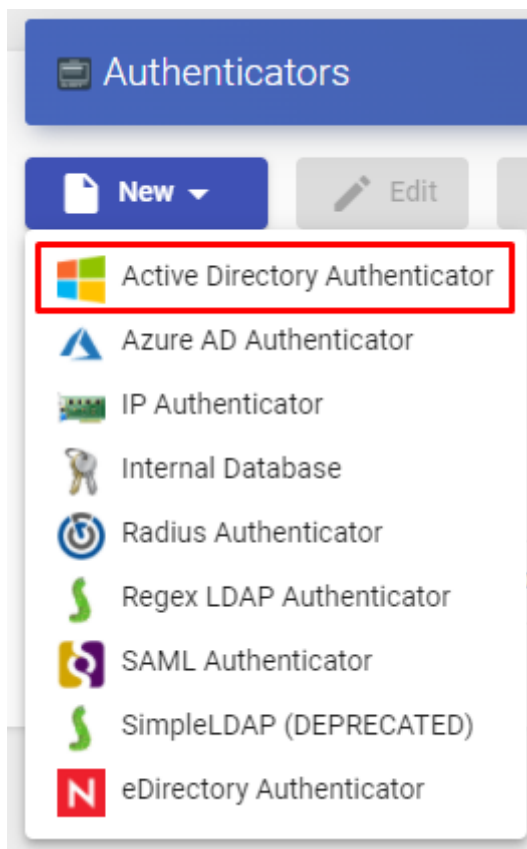 Authenticators
New
Edit
Active Directory Authenticator
Azure AD Authenticator
IP Authenticator
Internal Database
Radius Authenticator
Regex LDAP Authenticator
SAML Authenticator
SimpleLDAP (DEPRECATED)
N eDirectory Authenticator